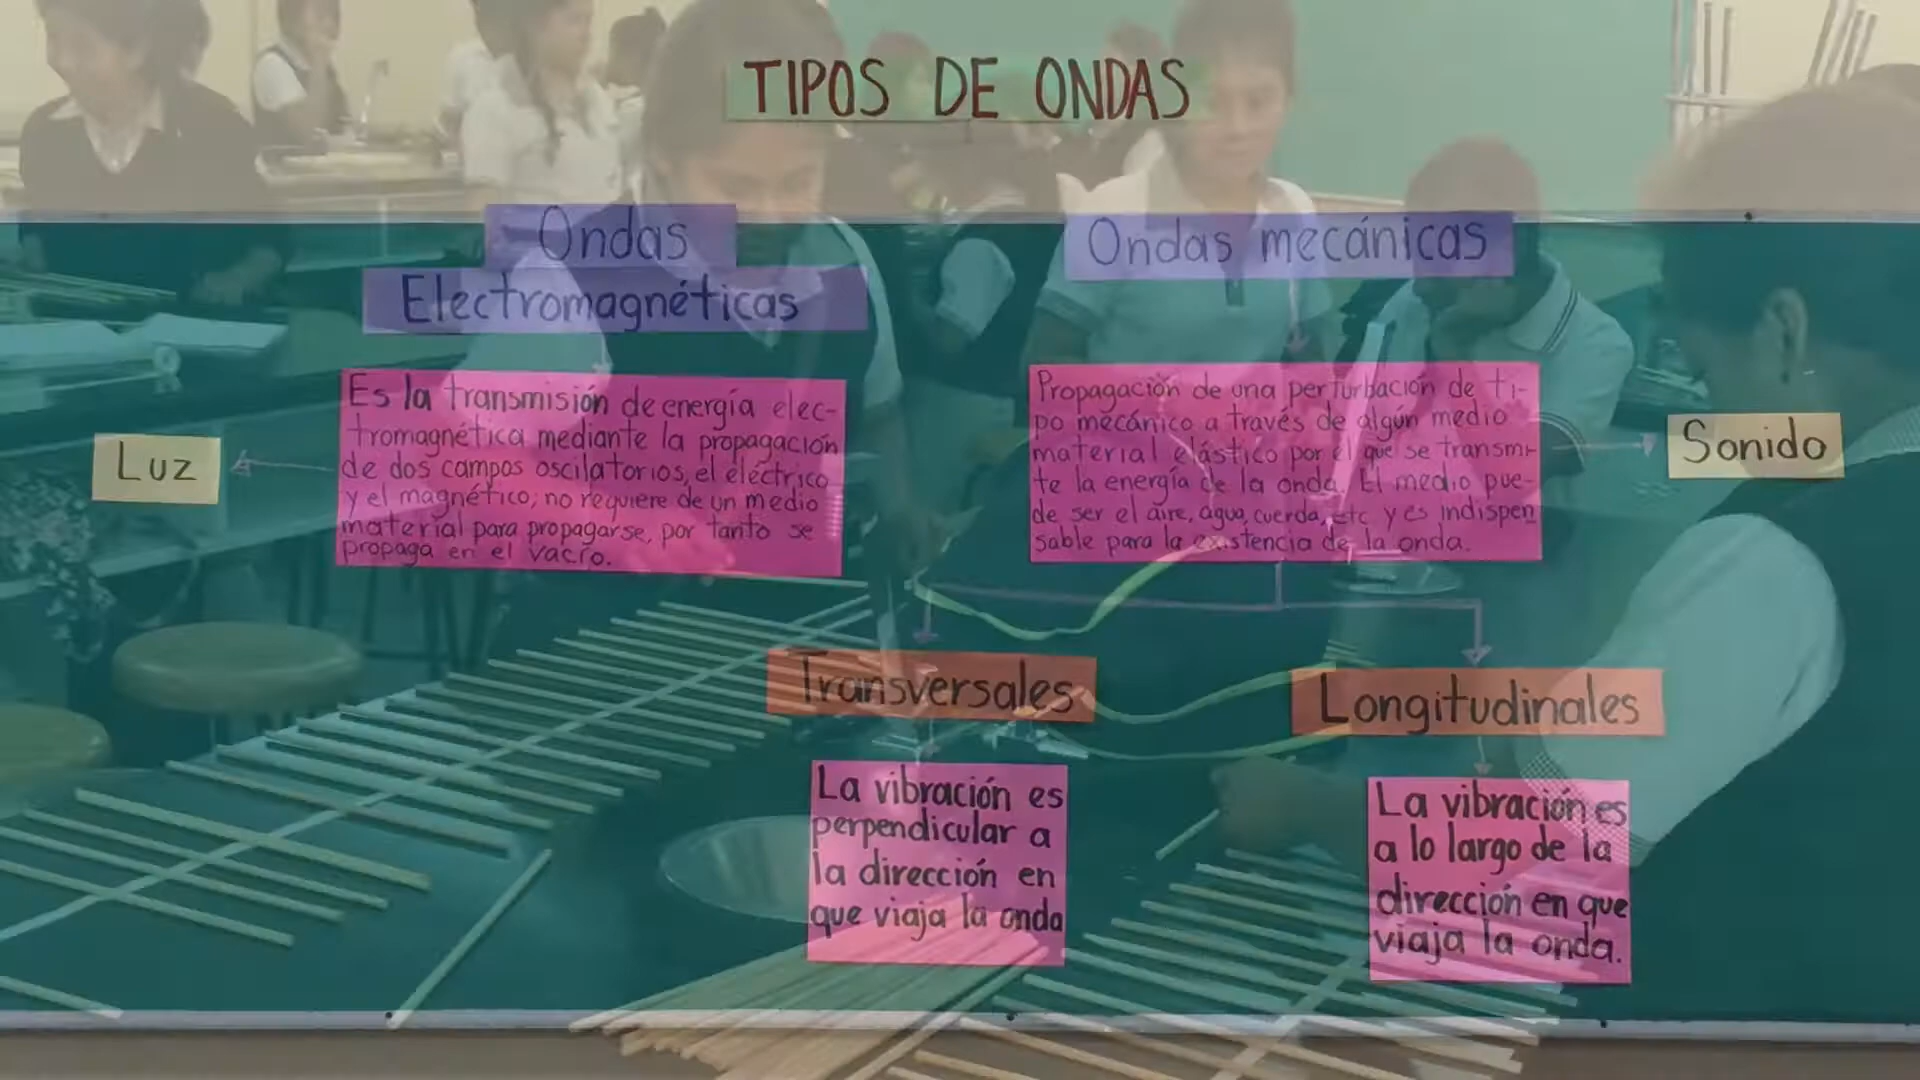 TIPOS DE ONDAS
Ondas
Electromagnéticas
Es la transmisión de energía elec-
tromagnética mediante la propagación
de dos campos oscilatorios, el eléctrico
y el magnético; no requiere de un medio
material para propagarse, por tanto se
propaga en el vacío.
Luz
Ondas mecánicas
Propagación de una perturbación de ti-
po mecánico a través de algún medio
material elástico por el que se transmi-
te la energía de la onda. El medio pue-
de ser el aire, agua, cuerda, etc y es indispen
sable para la existencia de la onda.
Sonido
Transversales
La vibración es
perpendicular a
la dirección en
que viaja la onda
Longitudinales
La vibración es
a lo largo de la
dirección en que
viaja la onda.